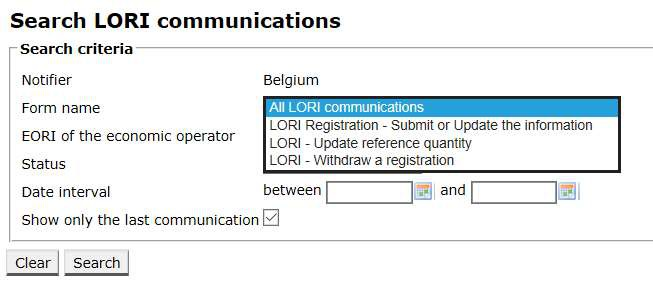 Search LORI communications
Search criteria
Notifier Belgium
Form name All LORI communications
LORI Registration - Submit or Update the information
EORI of the economic operator
LORI - Update reference quantity
Status LORI - Withdraw a registration
Date interval between and
Show only the last communication
Clear Search